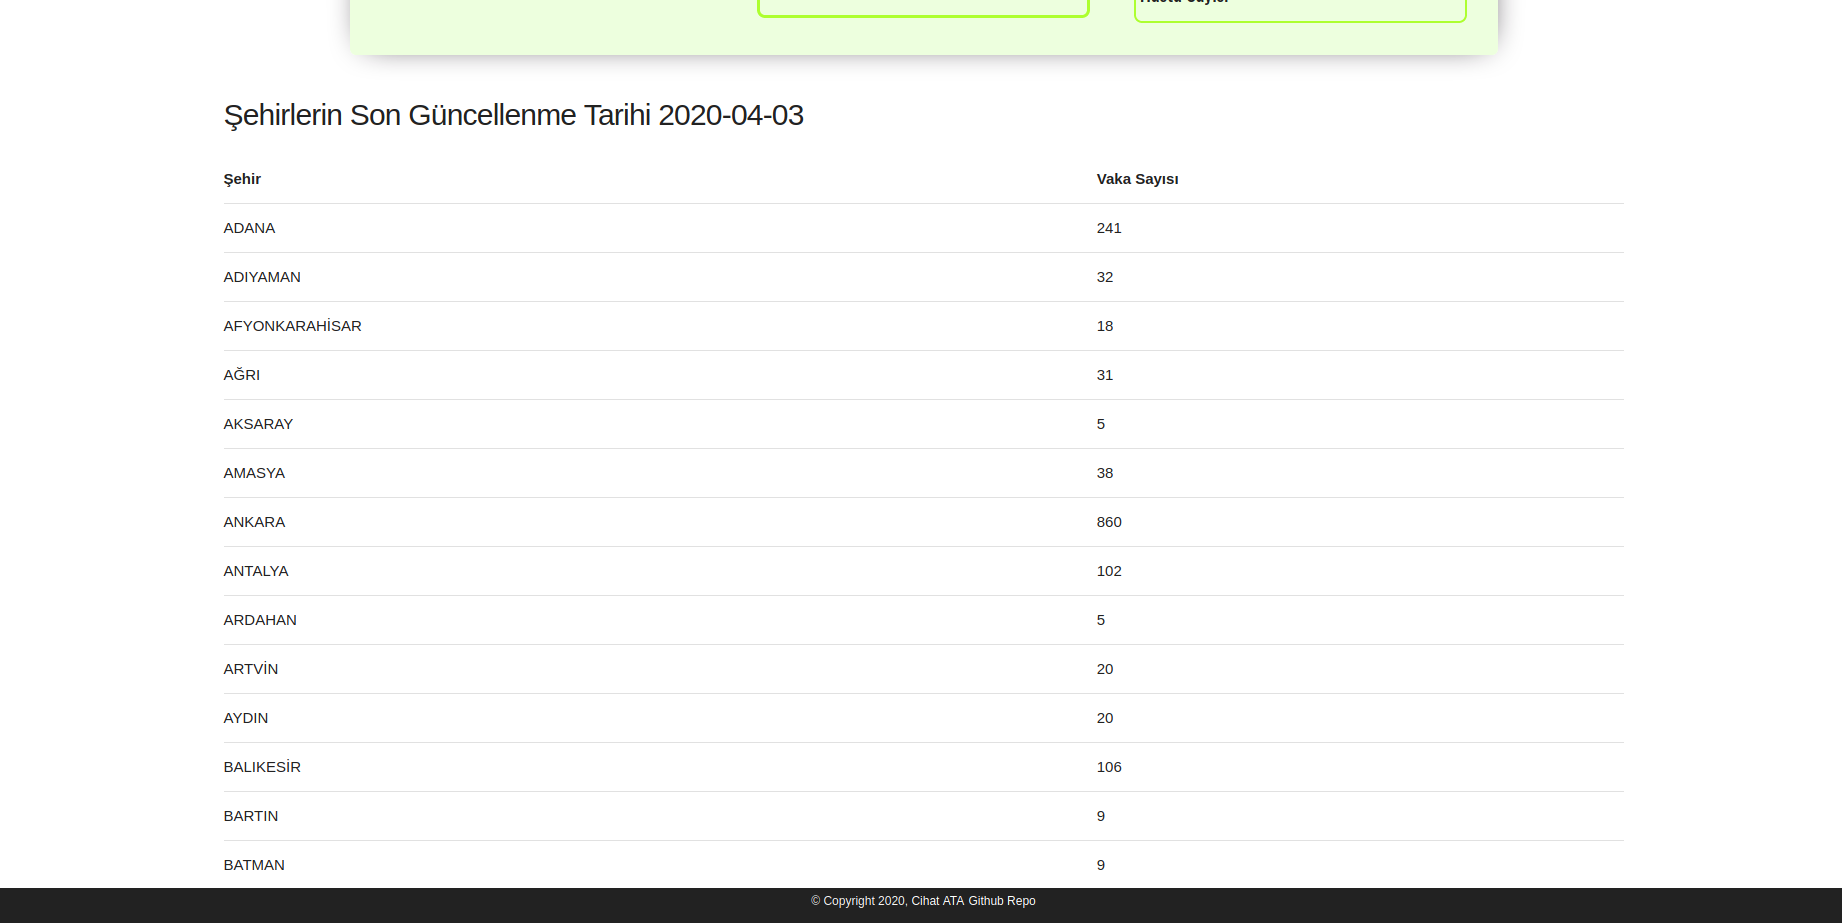 Şehirlerin Son Güncellenme Tarihi 2020-04-03
Şehir Vaka Sayısı
ADANA 241
ADIYAMAN 32
AFYONKARAHİSAR 18
AĞRI 31
AKSARAY 5
AMASYA 38
ANKARA 860
ANTALYA 102
ARDAHAN 5
ARTVİN 20
AYDIN 20
BALIKESİR 106
BARTIN 9
BATMAN 9
© Copyright 2020, Cihat ATA Github Repo